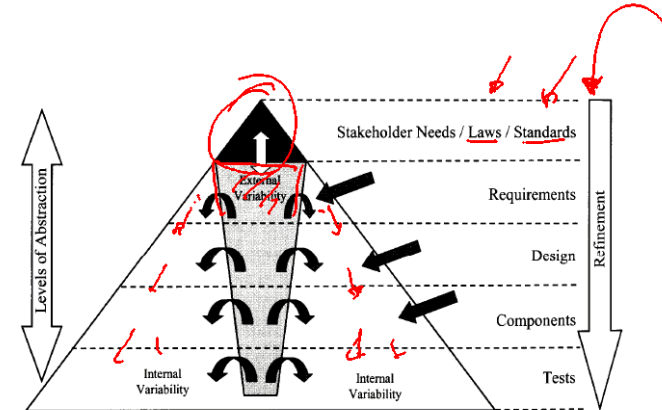 Stakeholder Needs / Laws / Standards
External
Variability
Requirements
Design
Components
Internal
Variability
Internal
Variability
Tests
Levels of Abstraction
Refinement